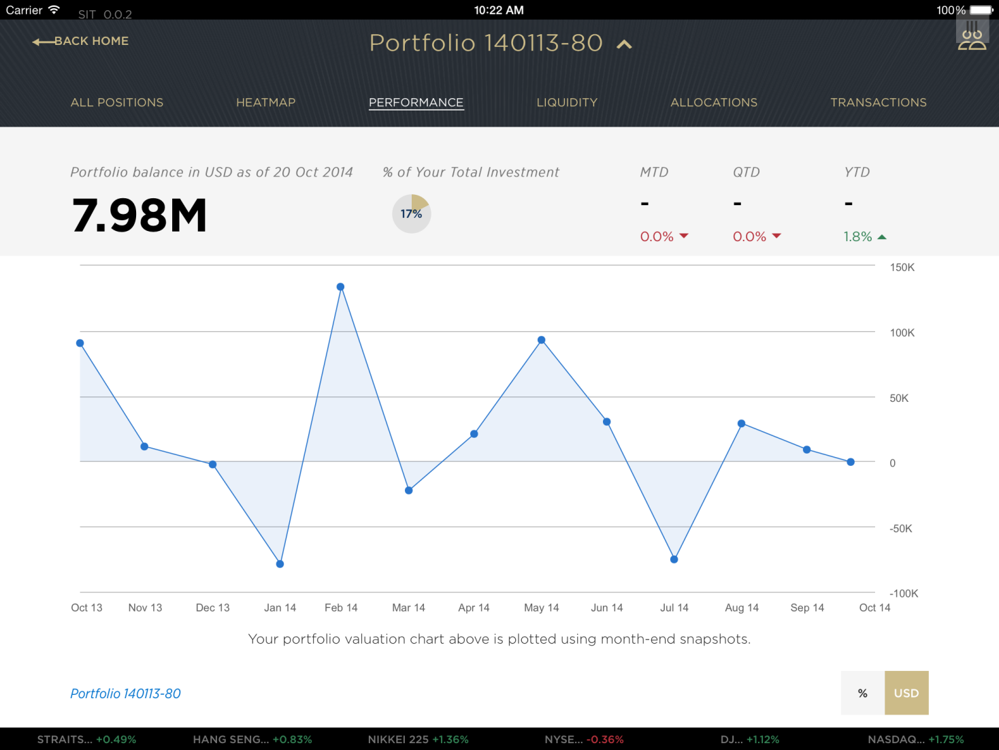 Carrier 10:22 AM 100%
SIT 0.0.2
BACK HOME
Portfolio 140113-80
ALL POSITIONS HEATMAP PERFORMANCE LIQUIDITY ALLOCATIONS TRANSACTIONS
Portfolio balance in USD as of 20 Oct 2014 % of Your Total Investment MTD QTD YTD
7.98M 17% - - -
0.0% 0.0% 1.8%
150K
100K
50K
0
-50K
-100K
Oct 13 Nov 13 Dec 13 Jan 14 Feb 14 Mar 14 Apr 14 May 14 Jun 14 Jul 14 Aug 14 Sep 14 Oct 14
Your portfolio valuation chart above is plotted using month-end snapshots.
Portfolio 140113-80 % USD
STRAITS... +0.49% HANG SENG... +0.83% NIKKEI 225 +1.36% NYSE... -0.36% DJ... +1.12% NASDAQ... +1.75%